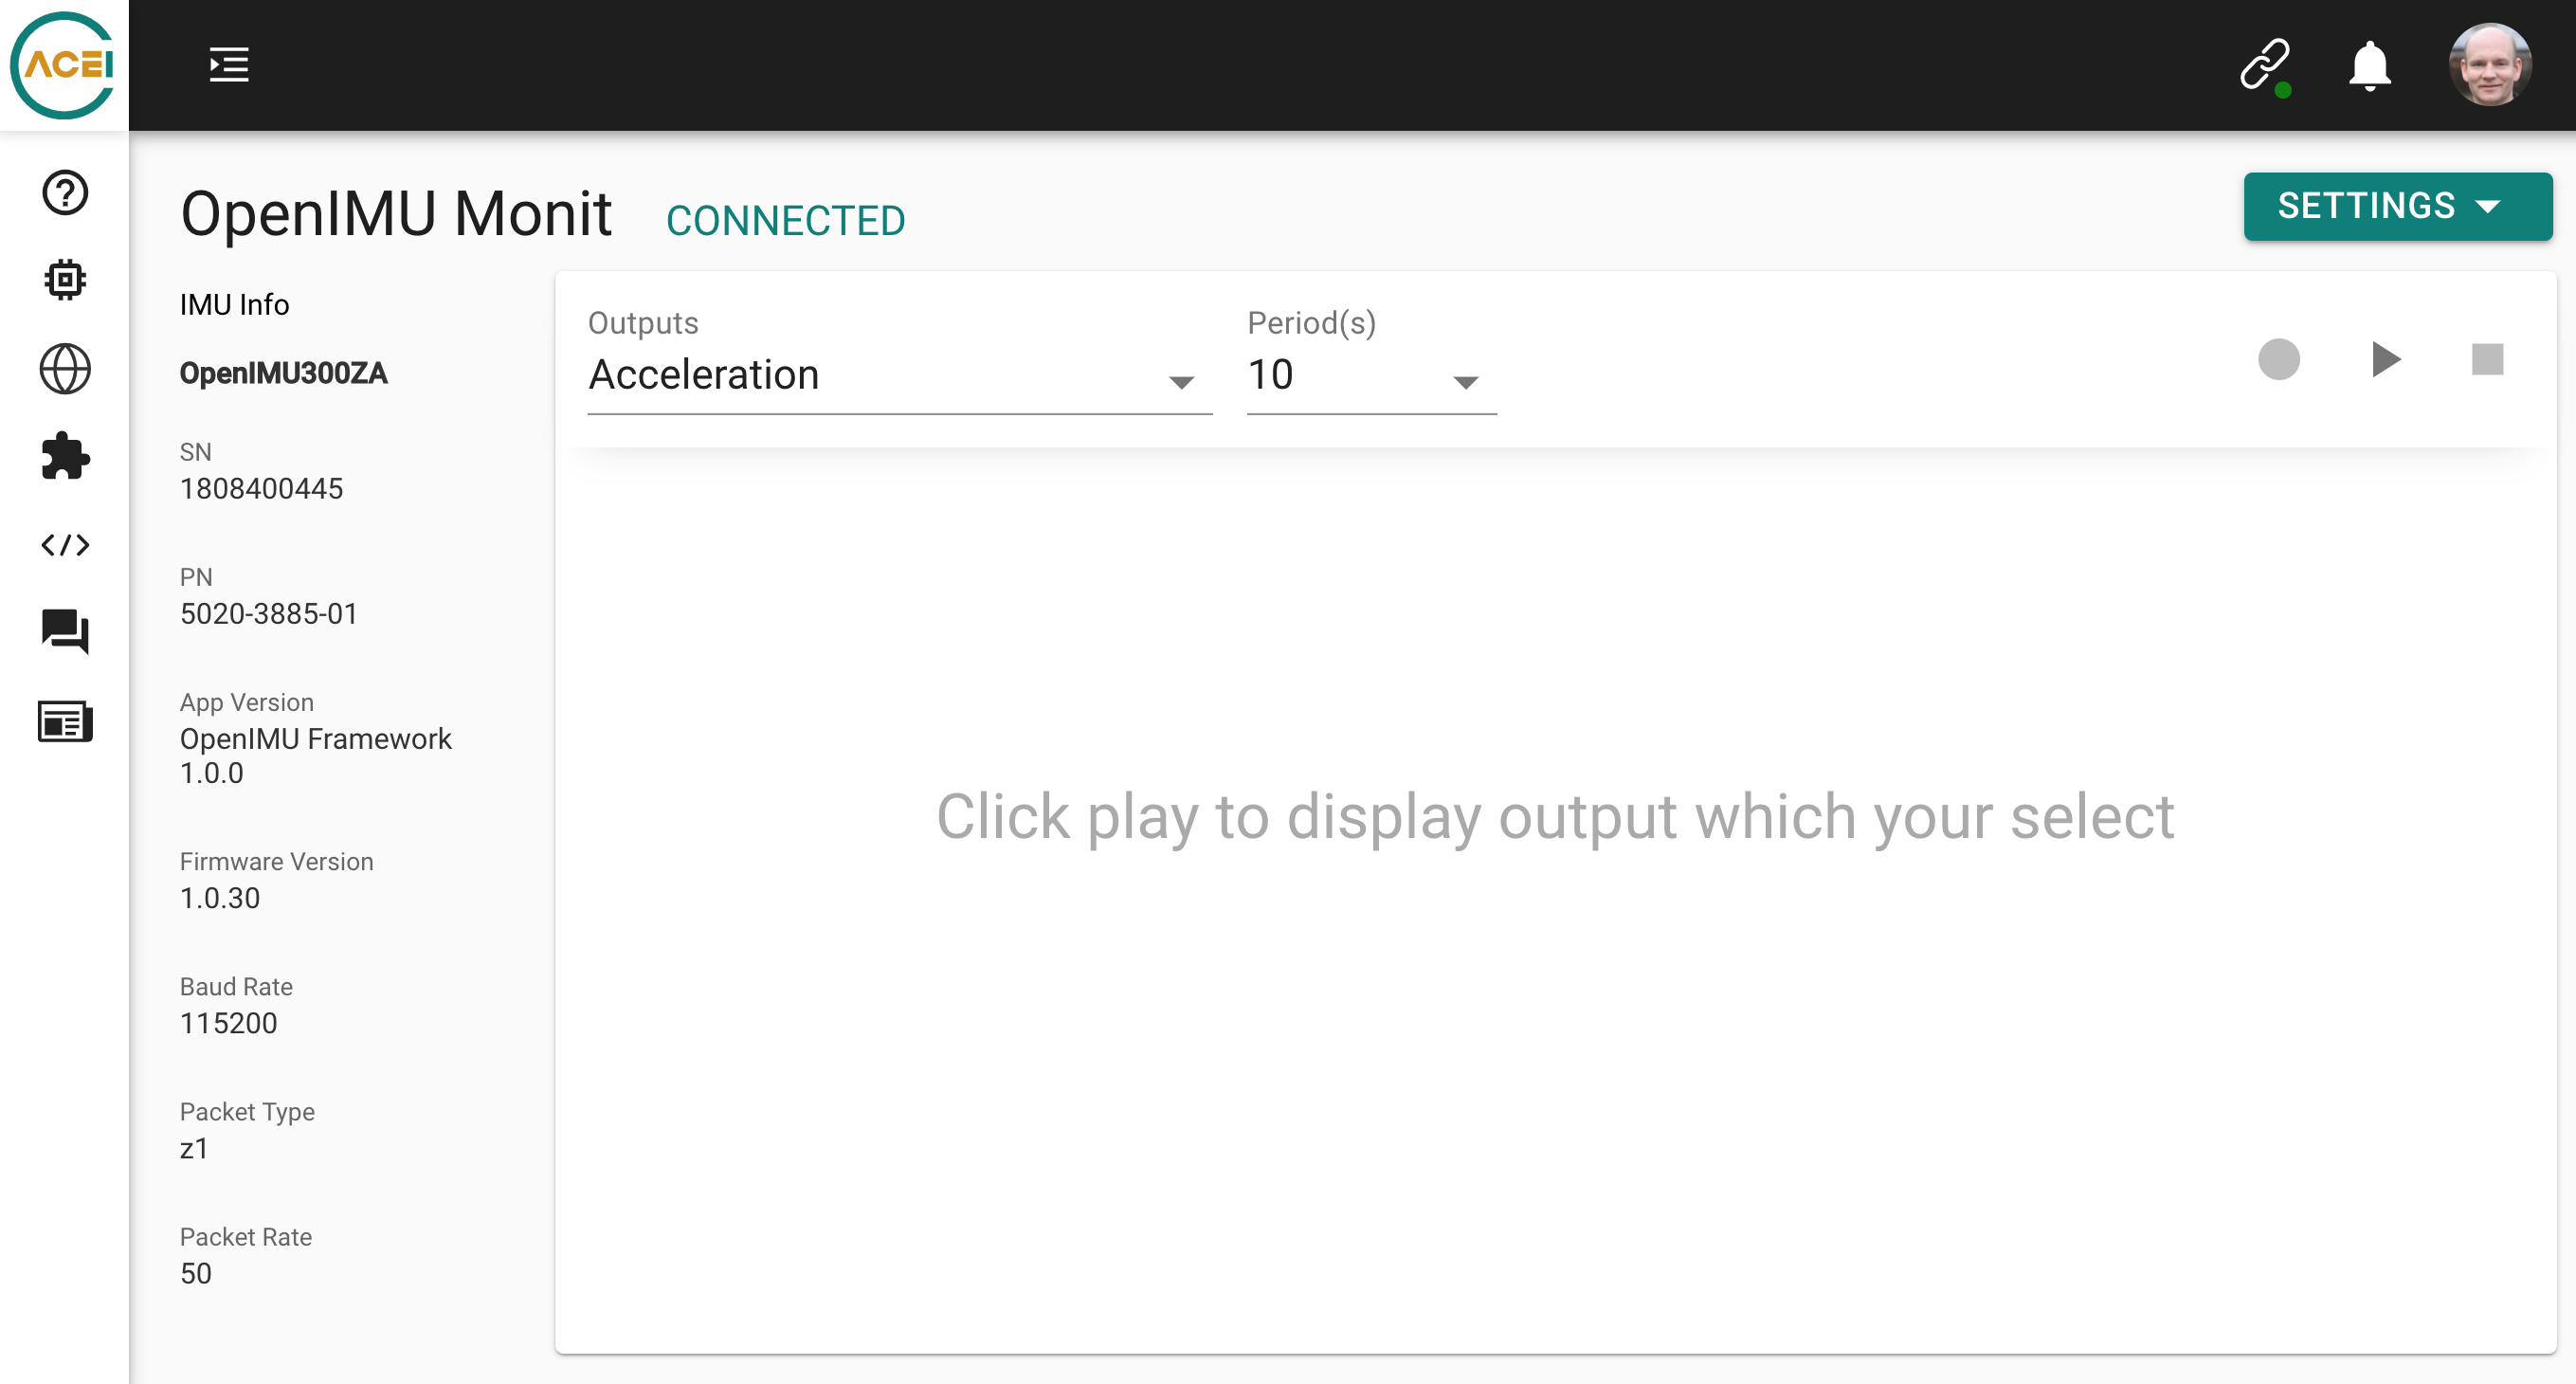 ACEI
OpenIMU Monit CONNECTED
SETTINGS
IMU Info
OpenIMU300ZA
SN
1808400445
PN
5020-3885-01
App Version
OpenIMU Framework
1.0.0
Firmware Version
1.0.30
Baud Rate
115200
Packet Type
z1
Packet Rate
50
Outputs
Acceleration
Period(s)
10
Click play to display output which your select